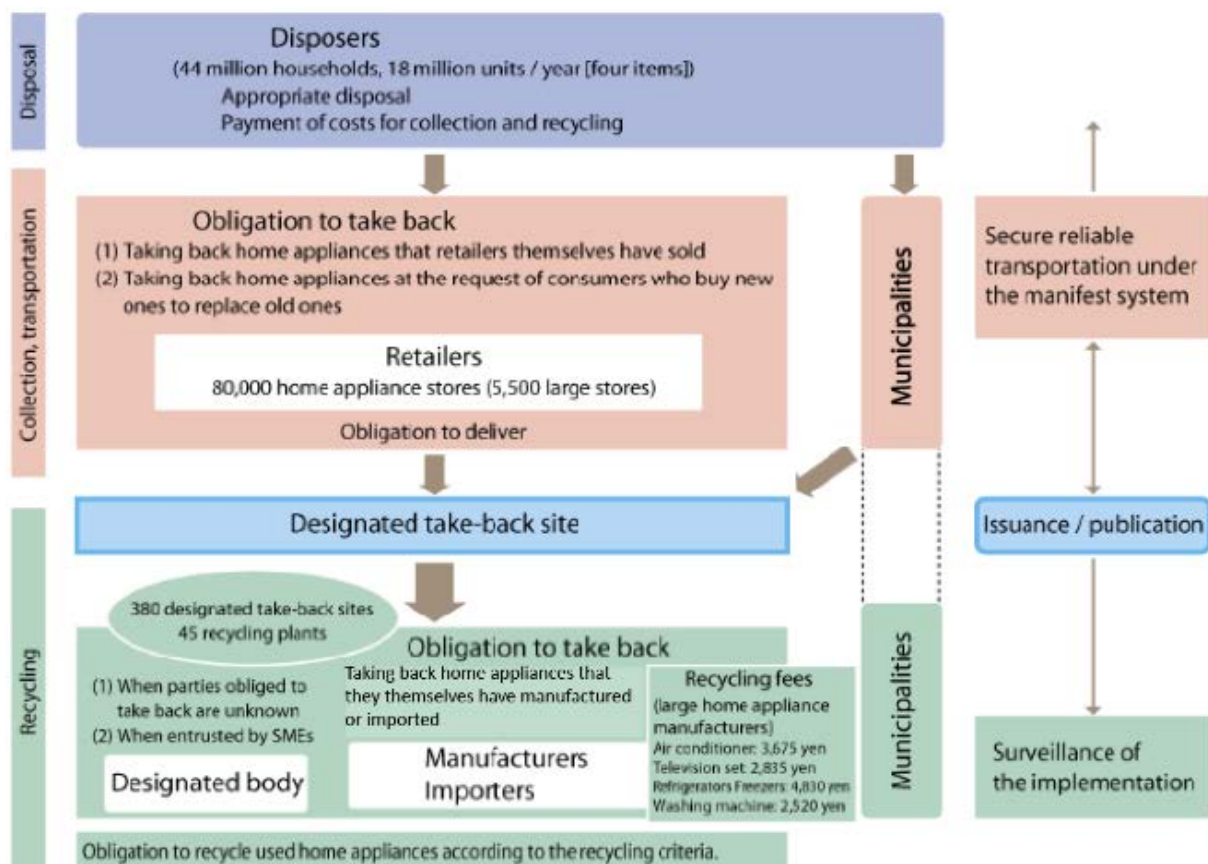 Disposal
Disposers
(44 million households, 18 million units / year [four items])
Appropriate disposal
Payment of costs for collection and recycling
Collection, transportation
Obligation to take back
(1) Taking back home appliances that retailers themselves have sold
(2) Taking back home appliances at the request of consumers who buy new
ones to replace old ones
Retailers
80,000 home appliance stores (5,500 large stores)
Obligation to deliver
Municipalities
Secure reliable
transportation under
the manifest system
Recycling
Designated take-back site
Issuance / publication
380 designated take-back sites
45 recycling plants
Obligation to take back
(1) When parties obliged to
take back are unknown
(2) When entrusted by SMEs
Designated body
Taking back home appliances that
they themselves have manufactured
or imported
Manufacturers
Importers
Recycling fees
(large home appliance
manufacturers)
Air conditioner: 3,675 yen
Television set: 2,835 yen
Refrigerators Freezers: 4,830 yen
Washing machine: 2,520 yen
Municipalities
Surveillance of
the implementation
Obligation to recycle used home appliances according to the recycling criteria.